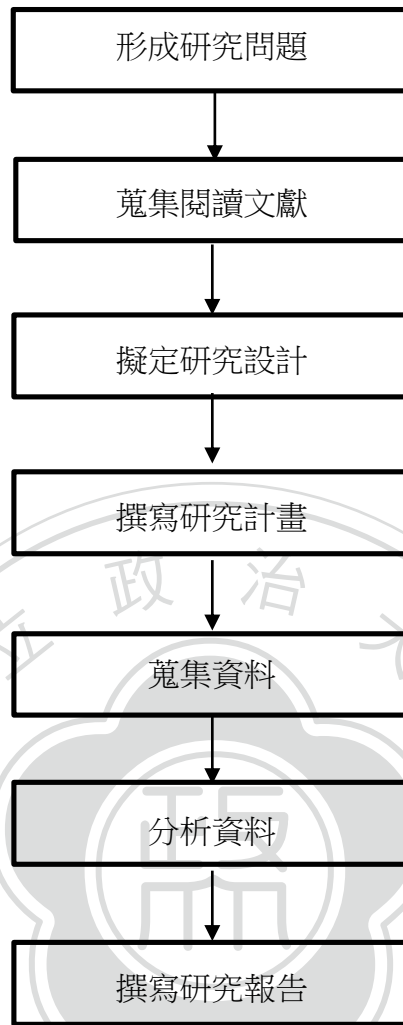 形成研究問題
蒐集閱讀文獻
擬定研究設計
撰寫研究計畫
政治
蒐集資料
分析資料
撰寫研究報告